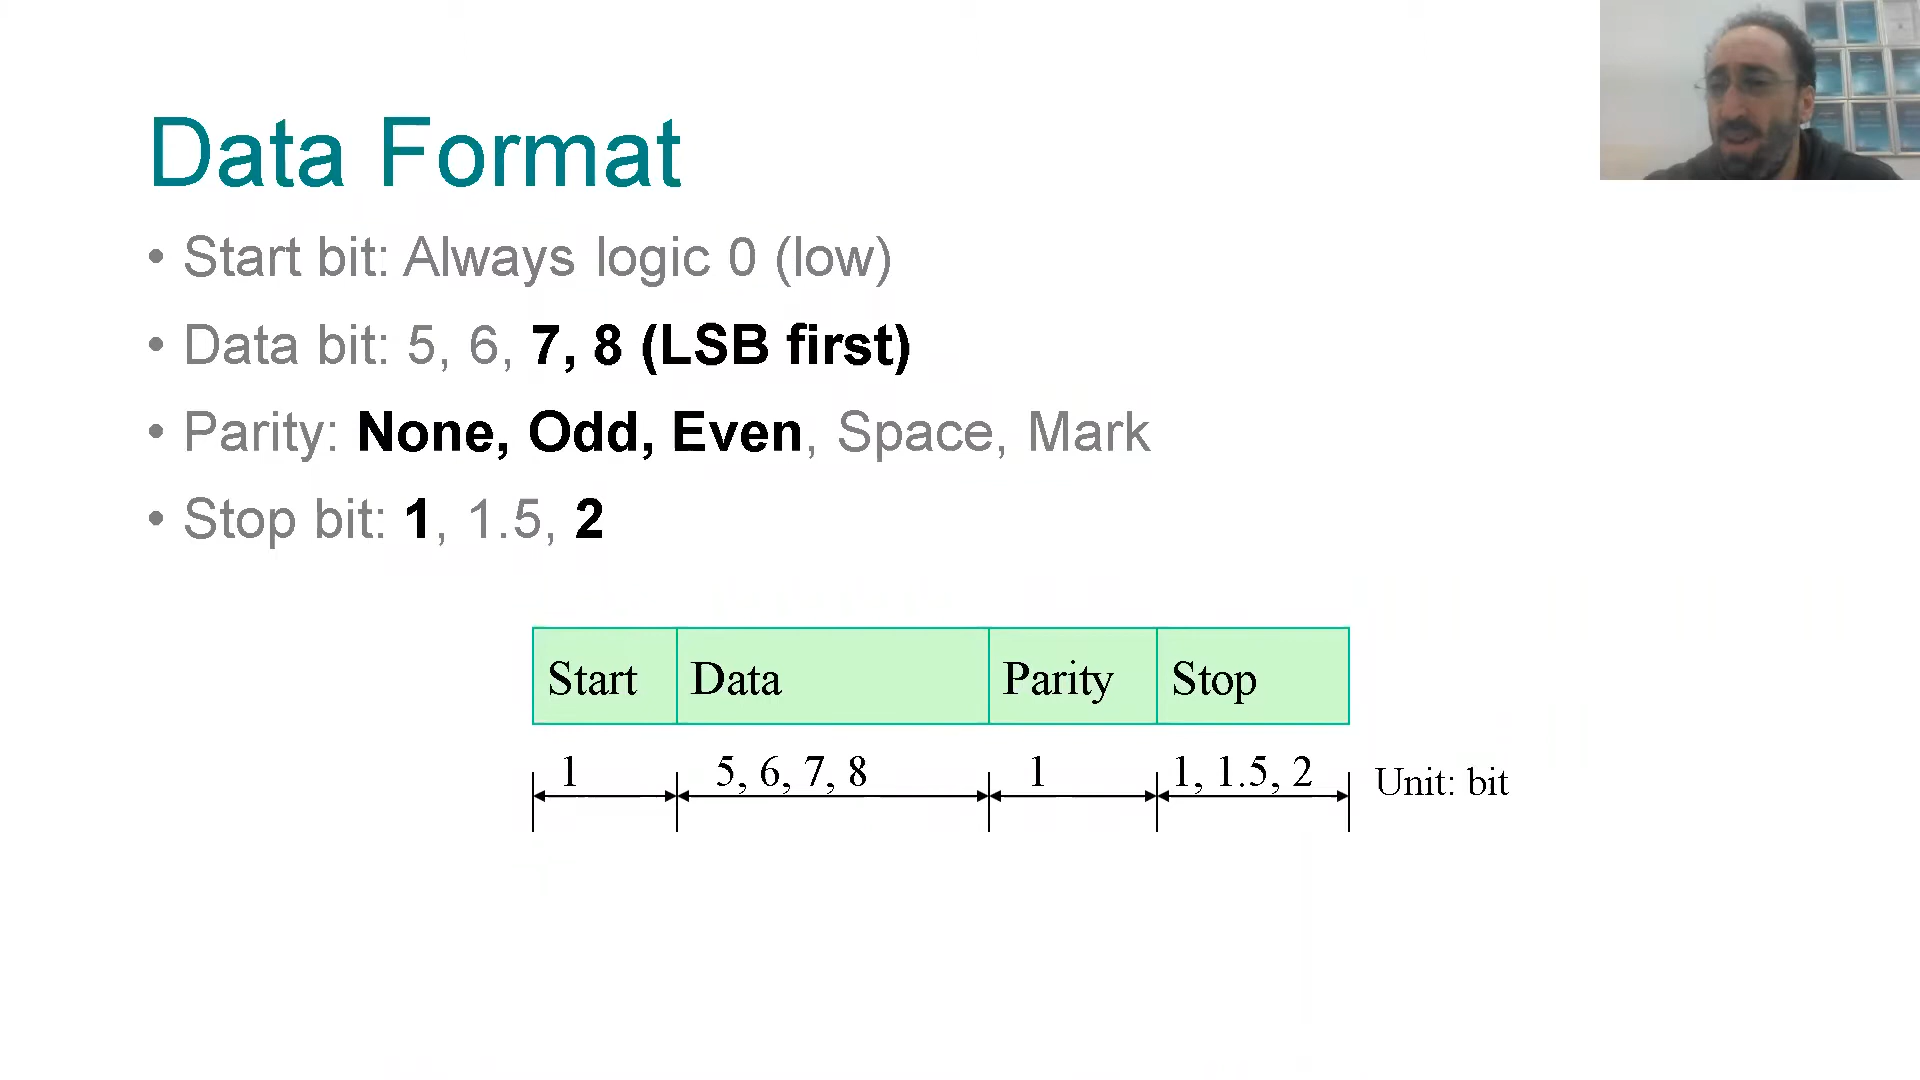 Data Format
• Start bit: Always logic 0 (low)
• Data bit: 5, 6, 7, 8 (LSB first)
• Parity: None, Odd, Even, Space, Mark
• Stop bit: 1, 1.5, 2
Start Data Parity Stop
1 5, 6, 7, 8 1 1, 1.5, 2 Unit: bit